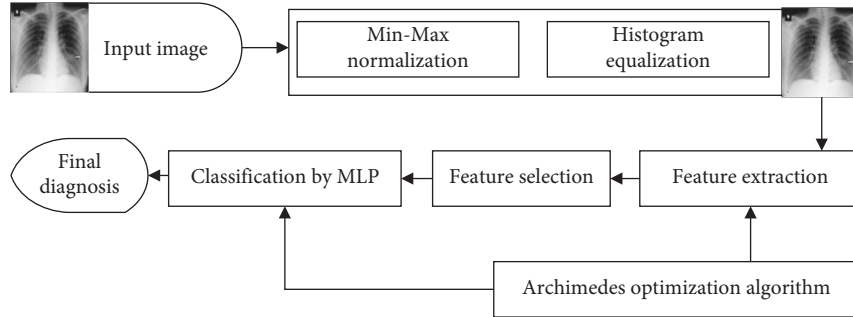 Input image
Min-Max
normalization
Histogram
equalization
Final
diagnosis
Classification by MLP
Feature selection
Feature extraction
Archimedes optimization algorithm